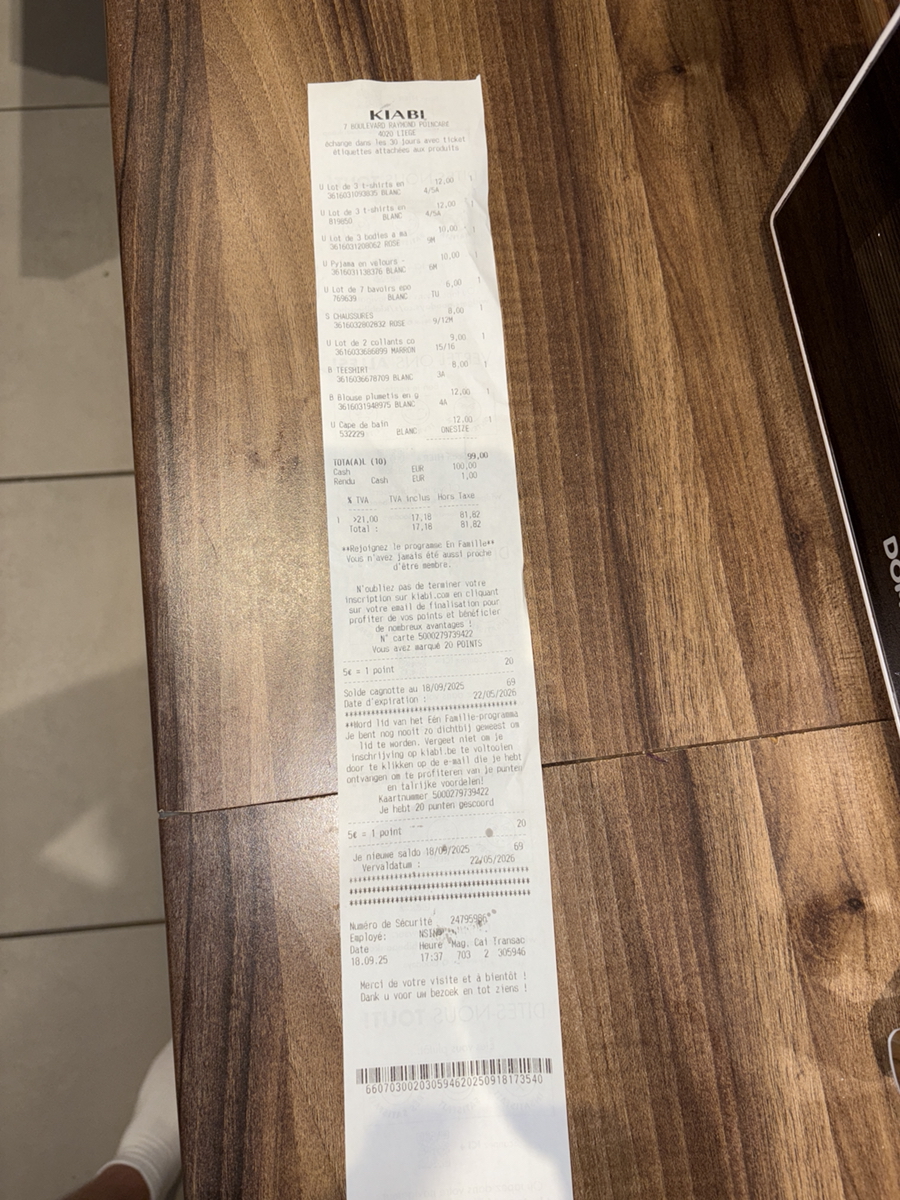 KIABI
7 BOULEVARD RAYMOND POINCARE
4020 LIEGE
échange dans les 30 jours avec ticket
étiquettes attachées aux produits
U Lot de 3 t-shirts en 12,00 1
3616031093835 BLANC 4/5A
U Lot de 3 t-shirts en 12,00 1
819850 BLANC 4/5A
U Lot de 3 bodies a ma 10,00 1
3616031208062 ROSE 9M
U Pyjama en velours - 10,00
3616031138376 BLANC 6M
U Lot de 7 bavoirs epo 6,00 1
769639 BLANC TU
S CHAUSSURES 8,00 1
3616032802832 ROSE 9/12M
U Lot de 2 collants co 9,00 1
3616033686899 MARRON 15/16
B TEESHIRT 8,00 1
3616036678709 BLANC 3A
B Blouse plumetis en g 12,00 1
3616031948975 BLANC 4A
U Cape de bain 12,00 1
532229 BLANC ONESIZE
TOTA(A)L (10) 99,00
Cash EUR 100,00
Rendu Cash EUR 1,00
% TVA TVA Inclus Hors Taxe
1 >21,00 17,18 81,82
Total : 17,18 81,82
**Rejoignez le programme En Famille**
Vous n'avez jamais été aussi proche
d'être membre.
N'oubliez pas de terminer votre
inscription sur kiabi.com en cliquant
sur votre email de finalisation pour
profiter de vos points et bénéficier
de nombreux avantages !
N° carte 5000279739422
Vous avez marqué 20 POINTS
5€ = 1 point 20
Solde cagnotte au 18/09/2025 69
Date d'expiration : 22/05/2026
**Word lid van het Eén Familie-programma
Je bent nog nooit zo dichtbij geweest om
lid te worden. Vergeet niet om je
inschrijving op kiabi.be te voltooien
door te klikken op de e-mail die je hebt
ontvangen om te profiteren van je punten
en talrijke voordelen!
Kaartnummer 5000279739422
Je hebt 20 punten gescoord
5€ = 1 point 20
Je nieuwe saldo 18/09/2025 69
Vervaldatum : 22/05/2026
Numéro de Sécurité 24795986
Employé:
Date Heure Mag. Cai Transac
18.09.25 17:37 703 2 305946
Merci de votre visite et à bientôt !
Dank u voor uw bezoek en tot ziens !
DITES-NOUS TOUT!
660703002030594620250918173540